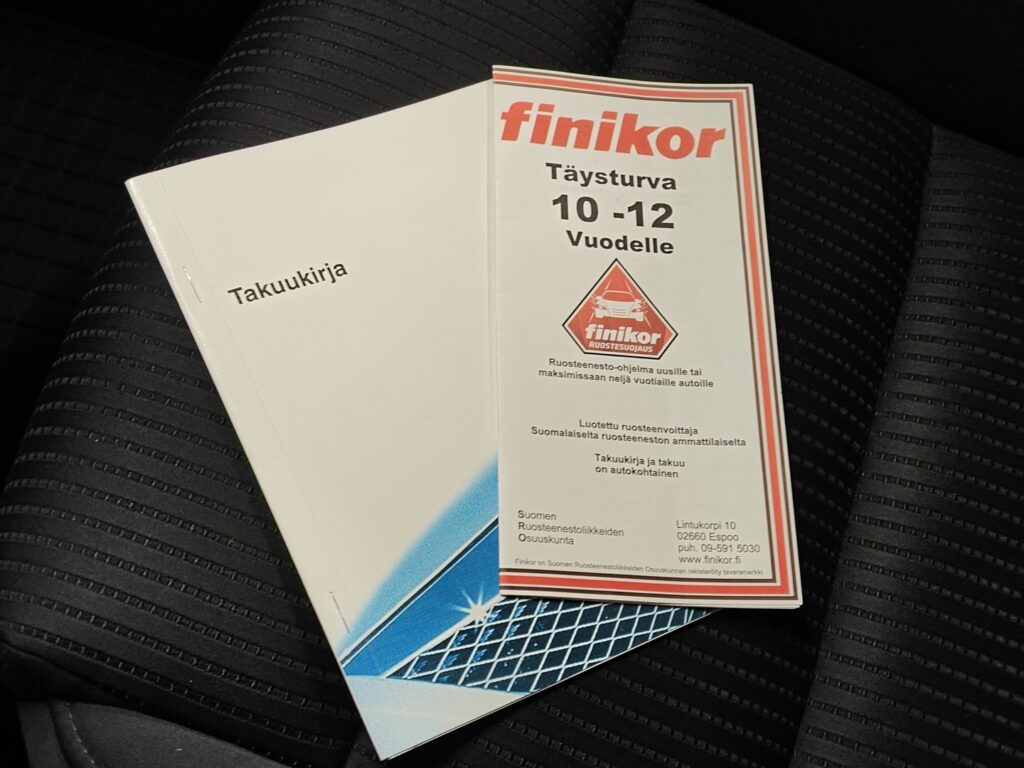 Takuukirja
finikor
Täysturva
10 -12
Vuodelle
finikor
RUOSTESUOJAUS
Ruosteenesto-ohjelma uusille tai
maksimissaan neljä vuotiaille autoille
Luotettu ruosteenvoittaja
Suomalaiselta ruosteeneston ammattilaiselta
Takuukirja ja takuu
on autokohtainen
Suomen
Ruosteenestoliikkeiden
Osuuskunta
Lintukorpi 10
02660 Espoo
puh. 09-591 5030
www.finikor.fi
Finikor on Suomen Ruosteenestoliikkeiden Osuuskunnan rekisteröity tavaramerkki